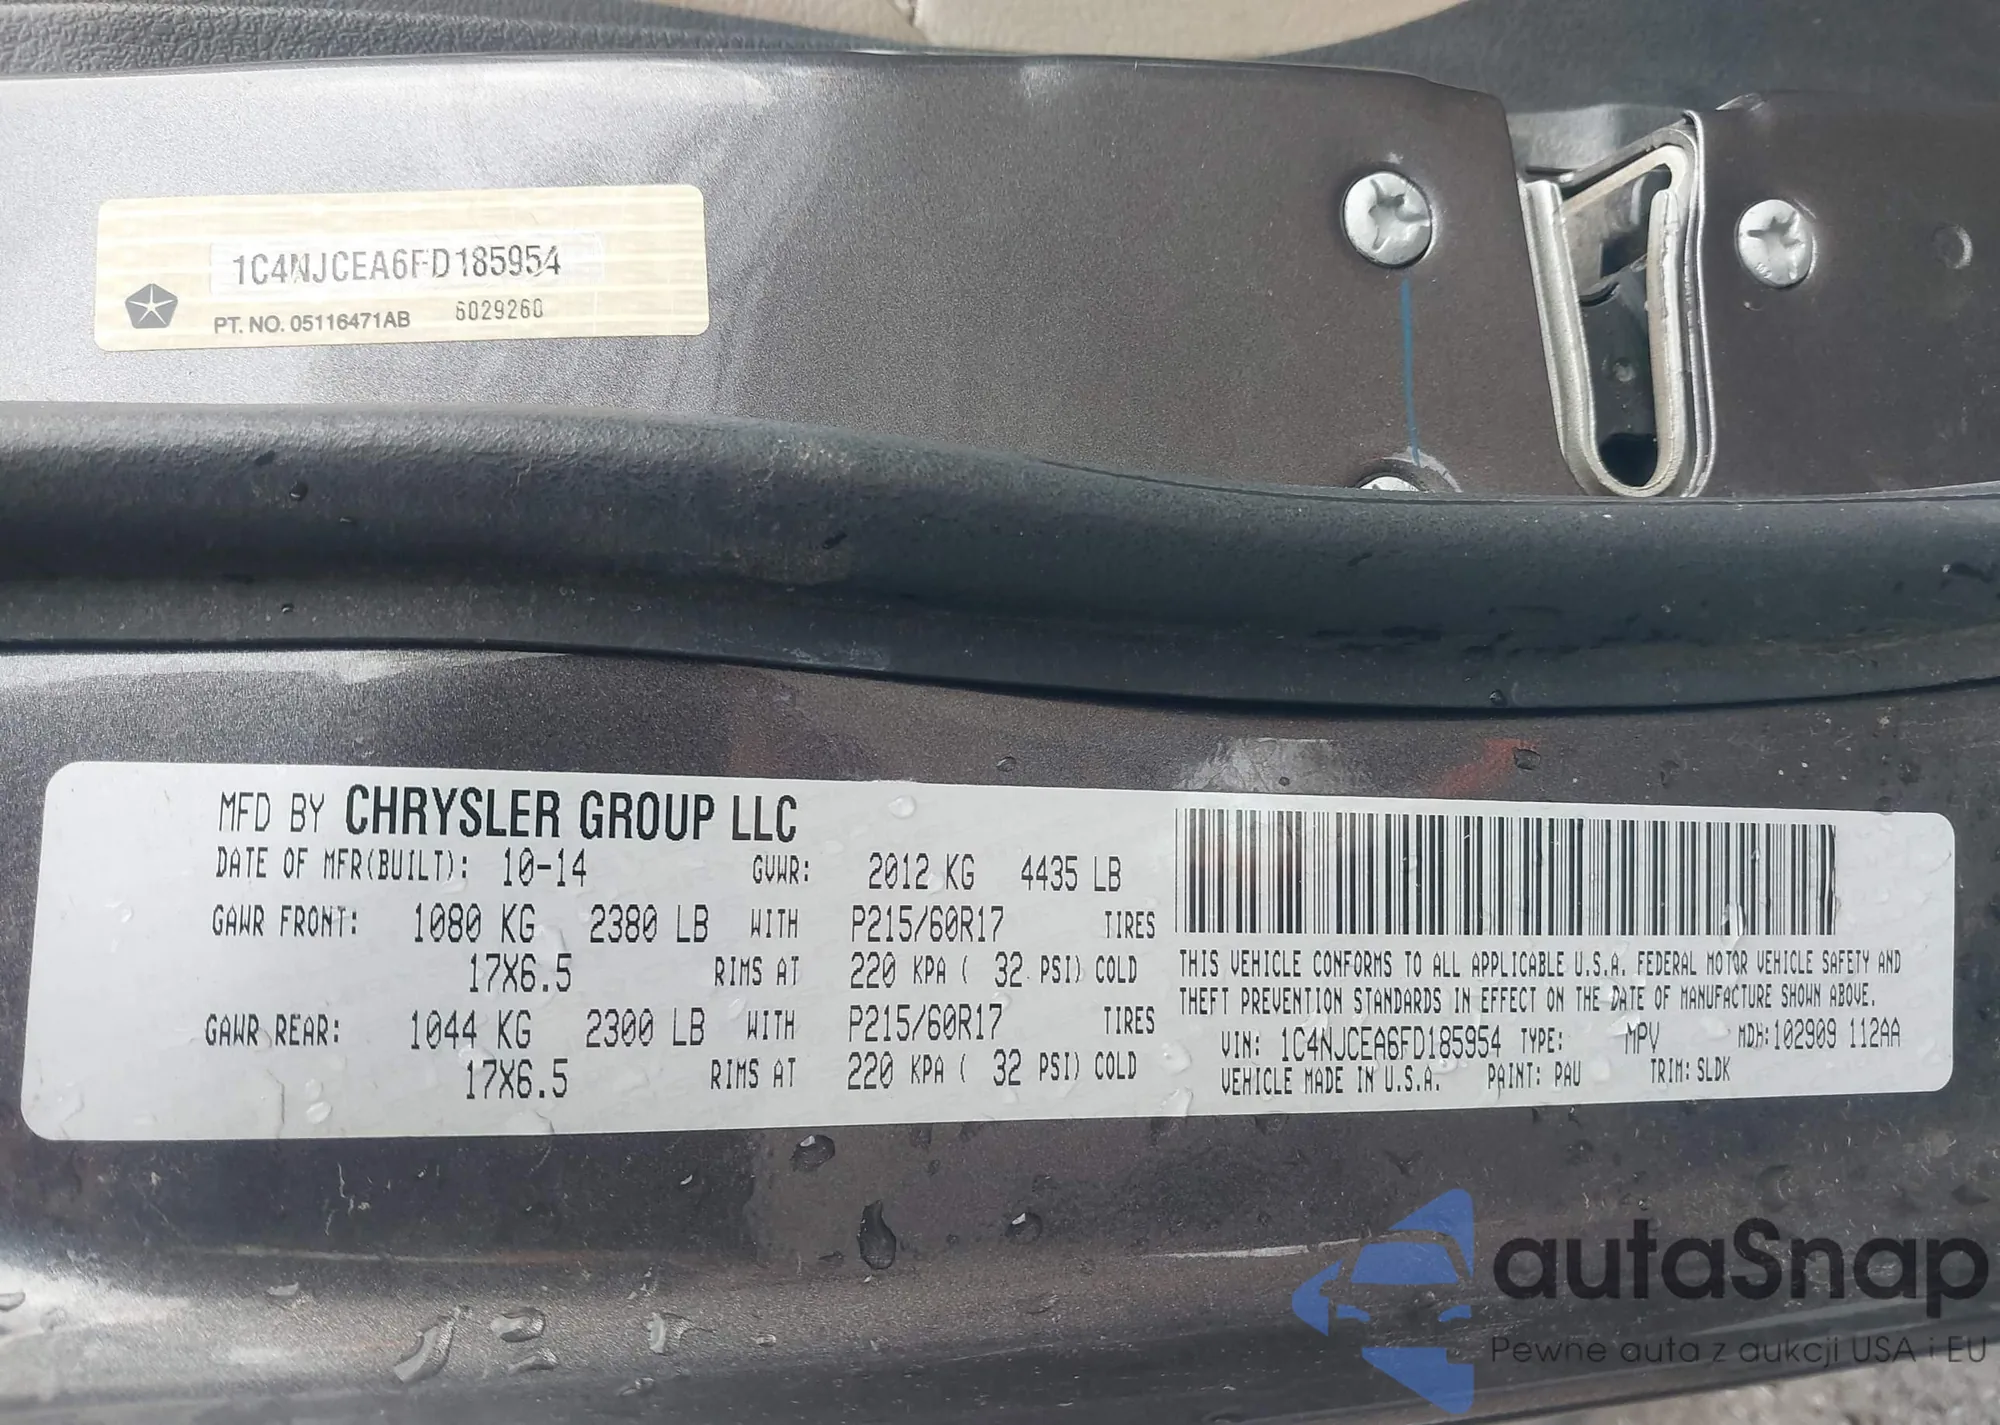 1C4NJCEA6FD185954
PT. NO. 05116471AB 6029260
MFD BY CHRYSLER GROUP LLC
DATE OF MFR(BUILT): 10-14 GVWR: 2012 KG 4435 LB
GAWR FRONT: 1080 KG 2380 LB WITH P215/60R17 TIRES
17X6.5 RIMS AT 220 KPA ( 32 PSI) COLD
GAWR REAR: 1044 KG 2300 LB WITH P215/60R17 TIRES
17X6.5 RIMS AT 220 KPA ( 32 PSI) COLD
THIS VEHICLE CONFORMS TO ALL APPLICABLE U.S.A. FEDERAL MOTOR VEHICLE SAFETY AND
THEFT PREVENTION STANDARDS IN EFFECT ON THE DATE OF MANUFACTURE SHOWN ABOVE.
VIN: 1C4NJCEA6FD185954 TYPE: MPV MDH:102909 112AA
VEHICLE MADE IN U.S.A. PAINT: PAU TRIM: SLDK
autaSnap
Pewne auta z aukcji USA i EU